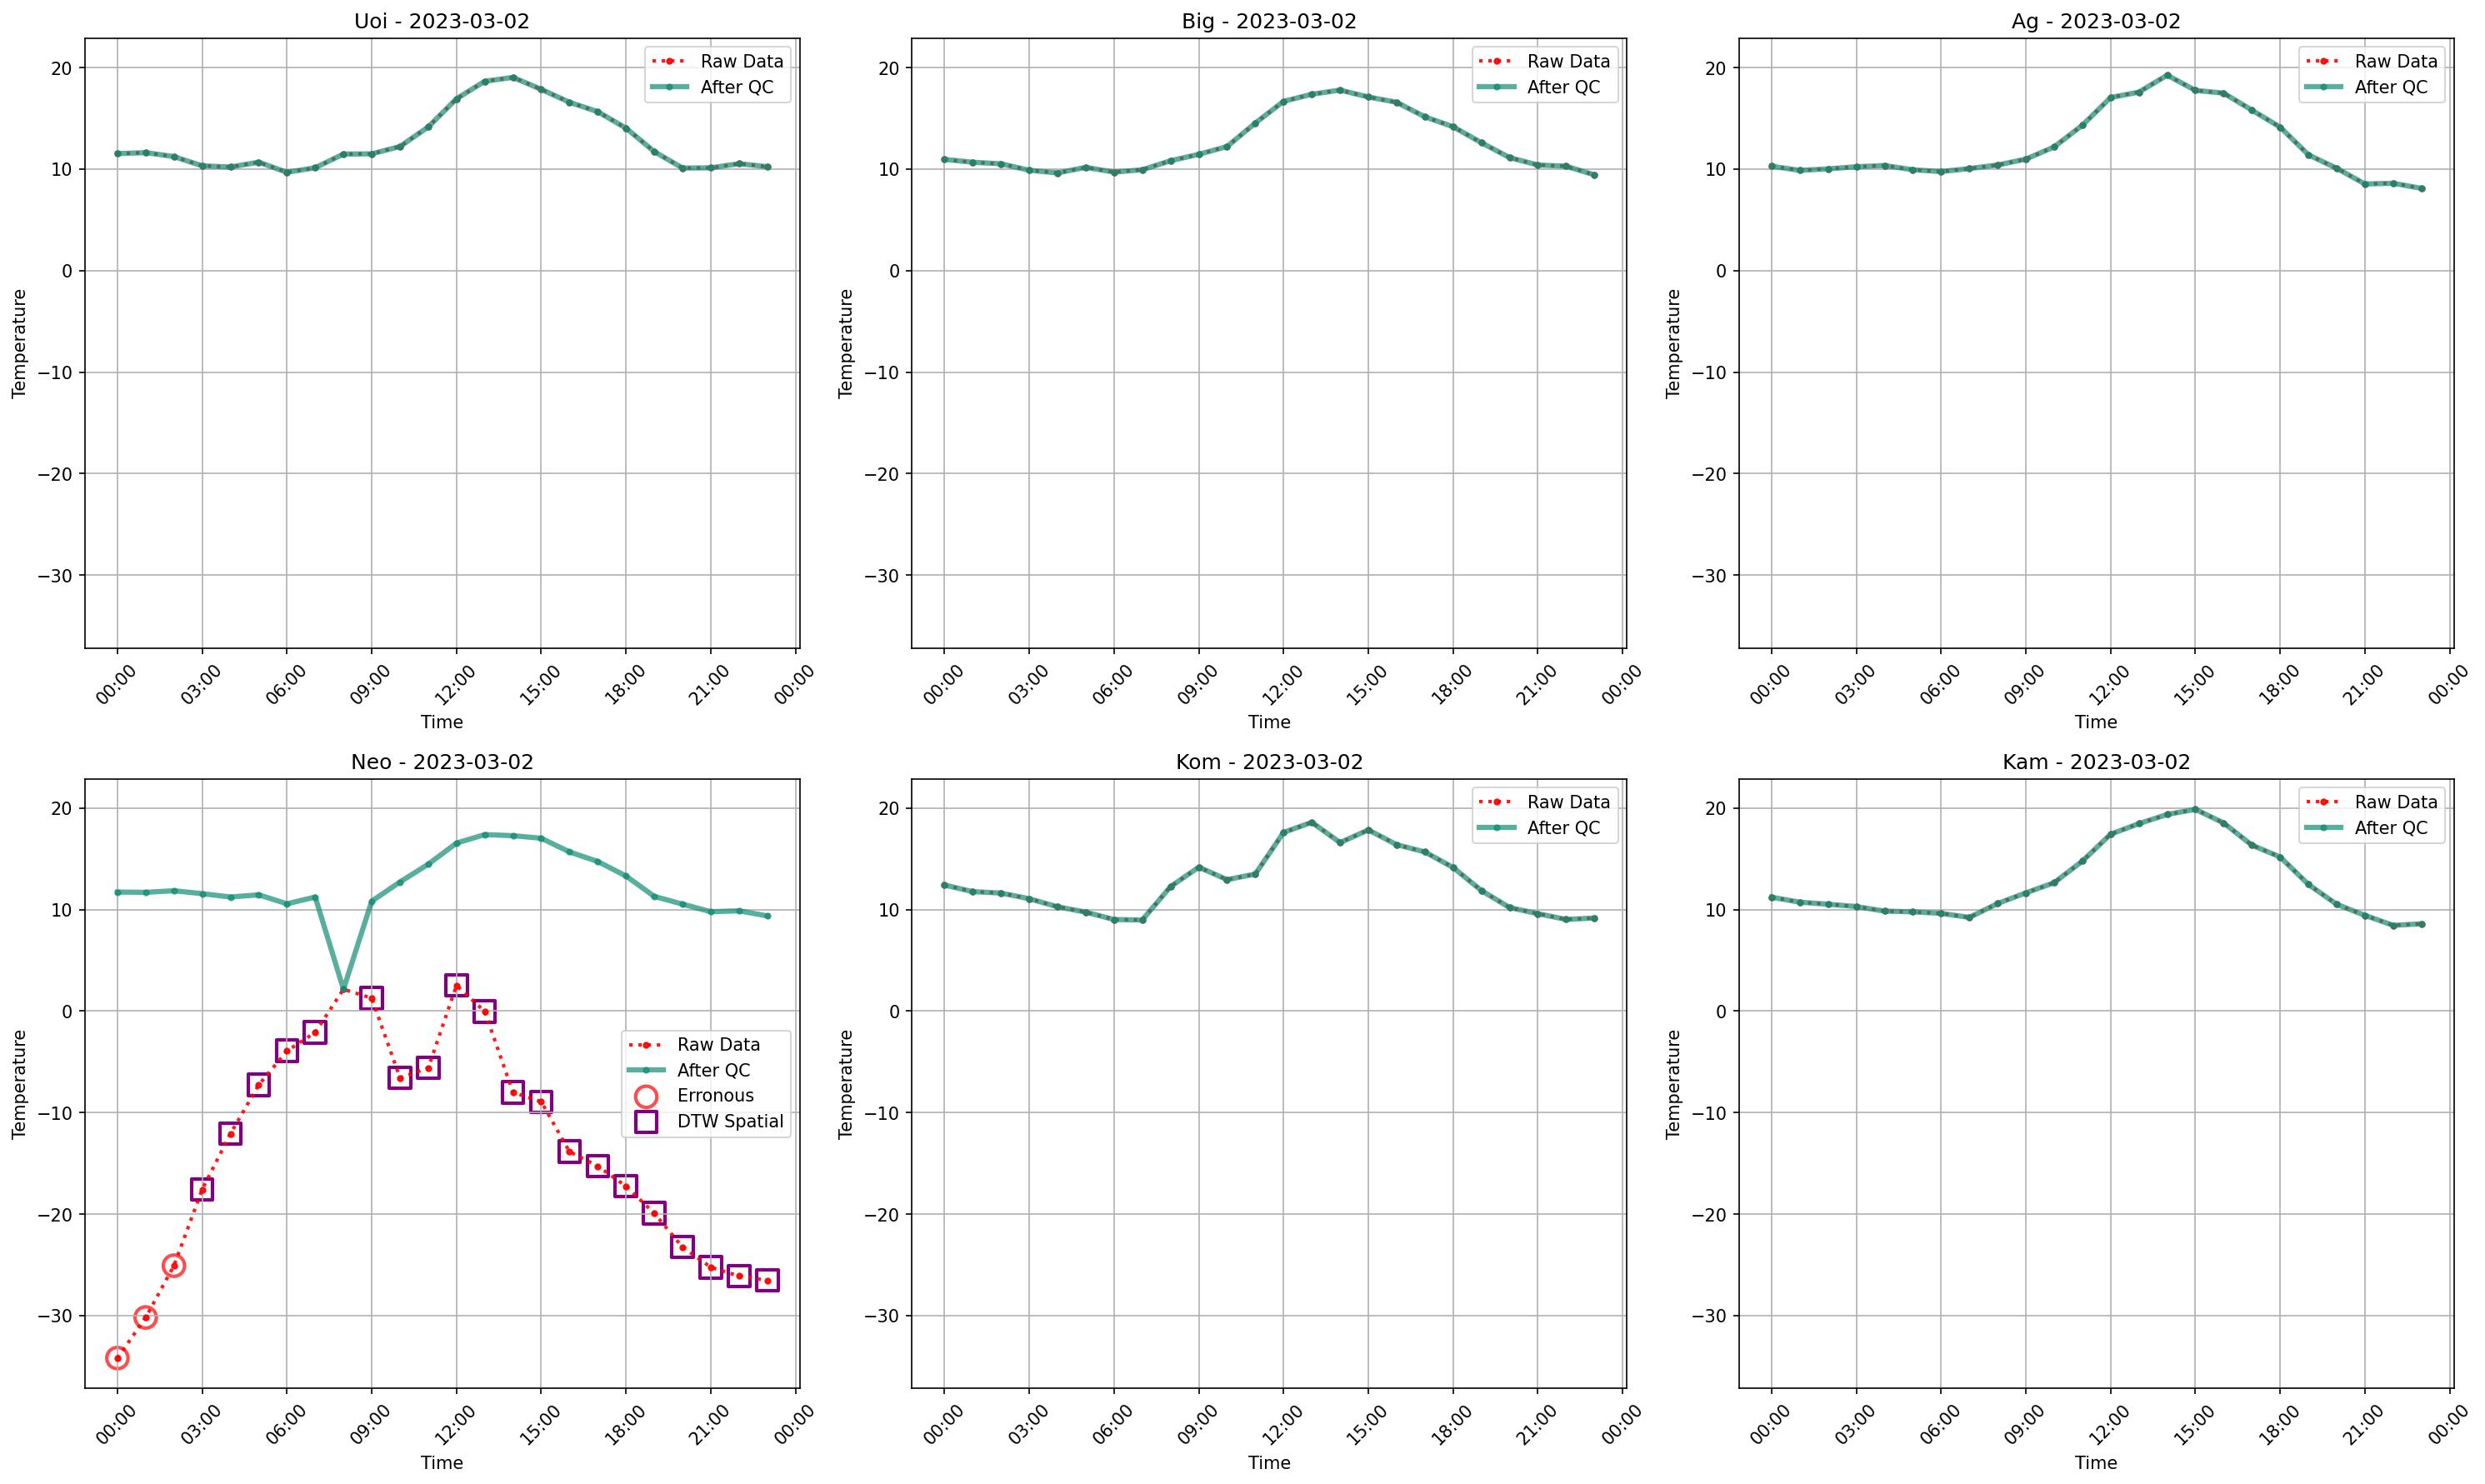 Uoi - 2023-03-02
Temperature
20
10
0
−10
−20
−30
Raw Data
After QC
00:00
03:00
06:00
09:00
12:00
15:00
18:00
21:00
00:00
Time
Big - 2023-03-02
Temperature
20
10
0
−10
−20
−30
Raw Data
After QC
00:00
03:00
06:00
09:00
12:00
15:00
18:00
21:00
00:00
Time
Ag - 2023-03-02
Temperature
20
10
0
−10
−20
−30
Raw Data
After QC
00:00
03:00
06:00
09:00
12:00
15:00
18:00
21:00
00:00
Time
Neo - 2023-03-02
Temperature
20
10
0
−10
−20
−30
Raw Data
After QC
Erronous
DTW Spatial
00:00
03:00
06:00
09:00
12:00
15:00
18:00
21:00
00:00
Time
Kom - 2023-03-02
Temperature
20
10
0
−10
−20
−30
Raw Data
After QC
00:00
03:00
06:00
09:00
12:00
15:00
18:00
21:00
00:00
Time
Kam - 2023-03-02
Temperature
20
10
0
−10
−20
−30
Raw Data
After QC
00:00
03:00
06:00
09:00
12:00
15:00
18:00
21:00
00:00
Time